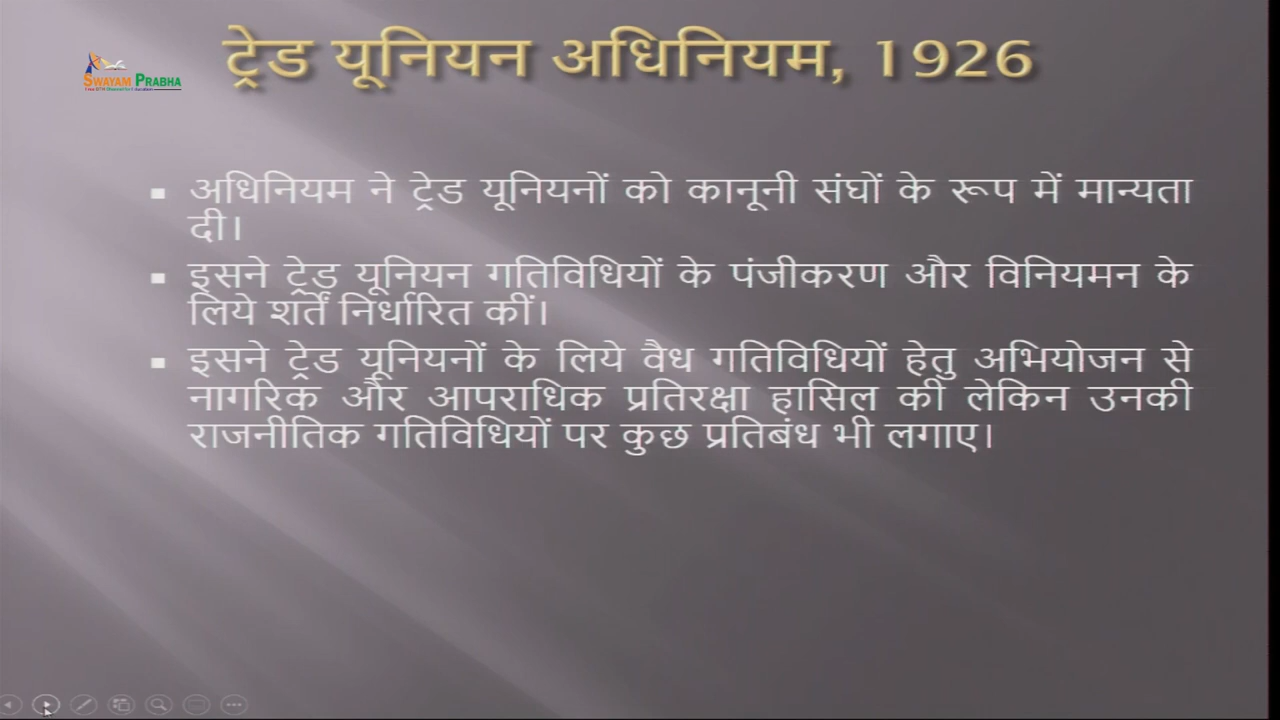 ट्रेड यूनियन अधिनियम, 1926
SWAYAM PRABHA
अधिनियम ने ट्रेड यूनियनों को कानूनी संघों के रूप में मान्यता
दी।
इसने ट्रेड यूनियन गतिविधियों के पंजीकरण और विनियमन के
लिये शर्तें निर्धारित कीं।
इसने ट्रेड यूनियनों के लिये वैध गतिविधियों हेतु अभियोजन से
नागरिक और आपराधिक प्रतिरक्षा हासिल की लेकिन उनकी
राजनीतिक गतिविधियों पर कुछ प्रतिबंध भी लगाए।